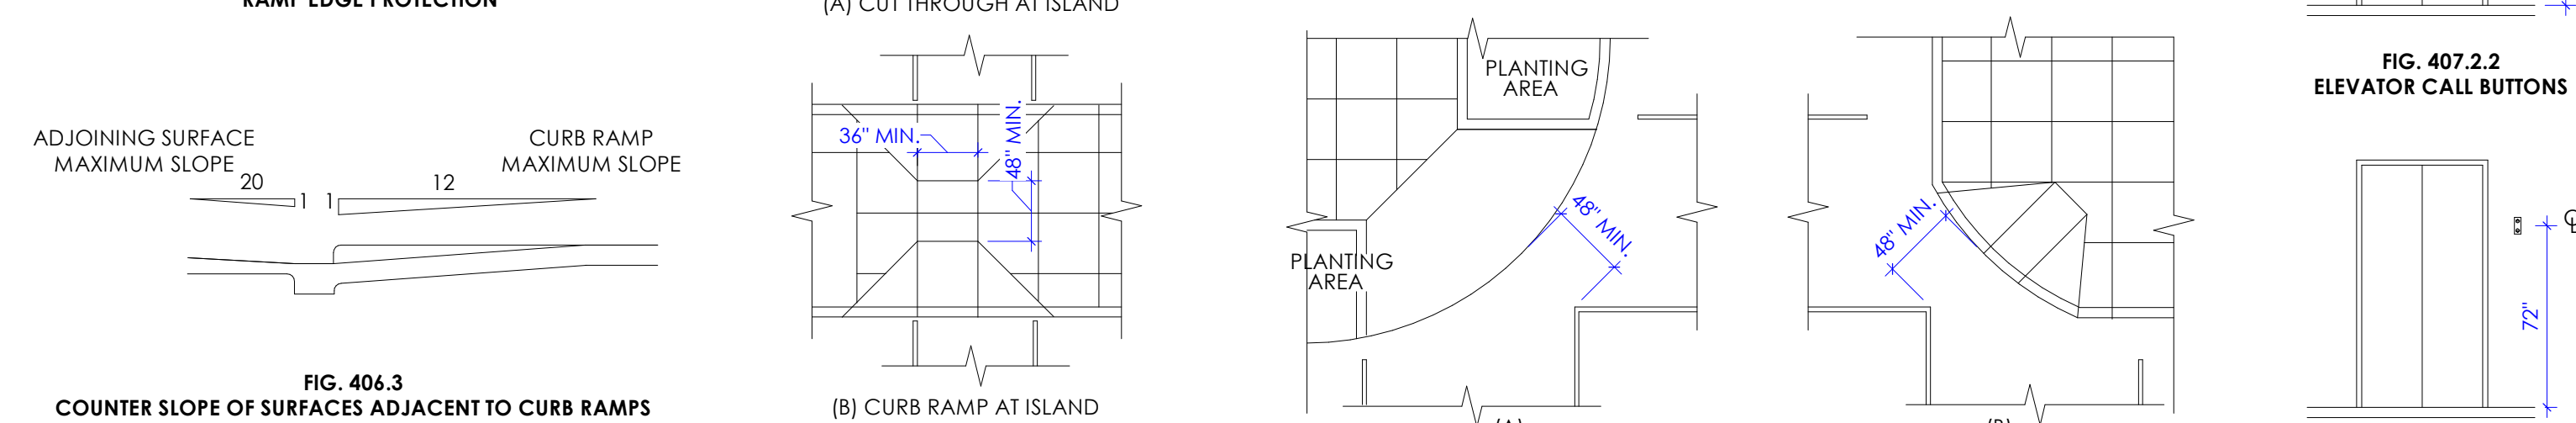 RAMP EDGE PROTECTION
(A) CUT THROUGH AT ISLAND
ADJOINING SURFACE
MAXIMUM SLOPE
CURB RAMP
MAXIMUM SLOPE
20
1
1
12
FIG. 406.3
COUNTER SLOPE OF SURFACES ADJACENT TO CURB RAMPS
36" MIN.
48" MIN.
(B) CURB RAMP AT ISLAND
PLANTING
AREA
PLANTING
AREA
48" MIN.
(A)
48" MIN.
(B)
FIG. 407.2.2
ELEVATOR CALL BUTTONS
72"